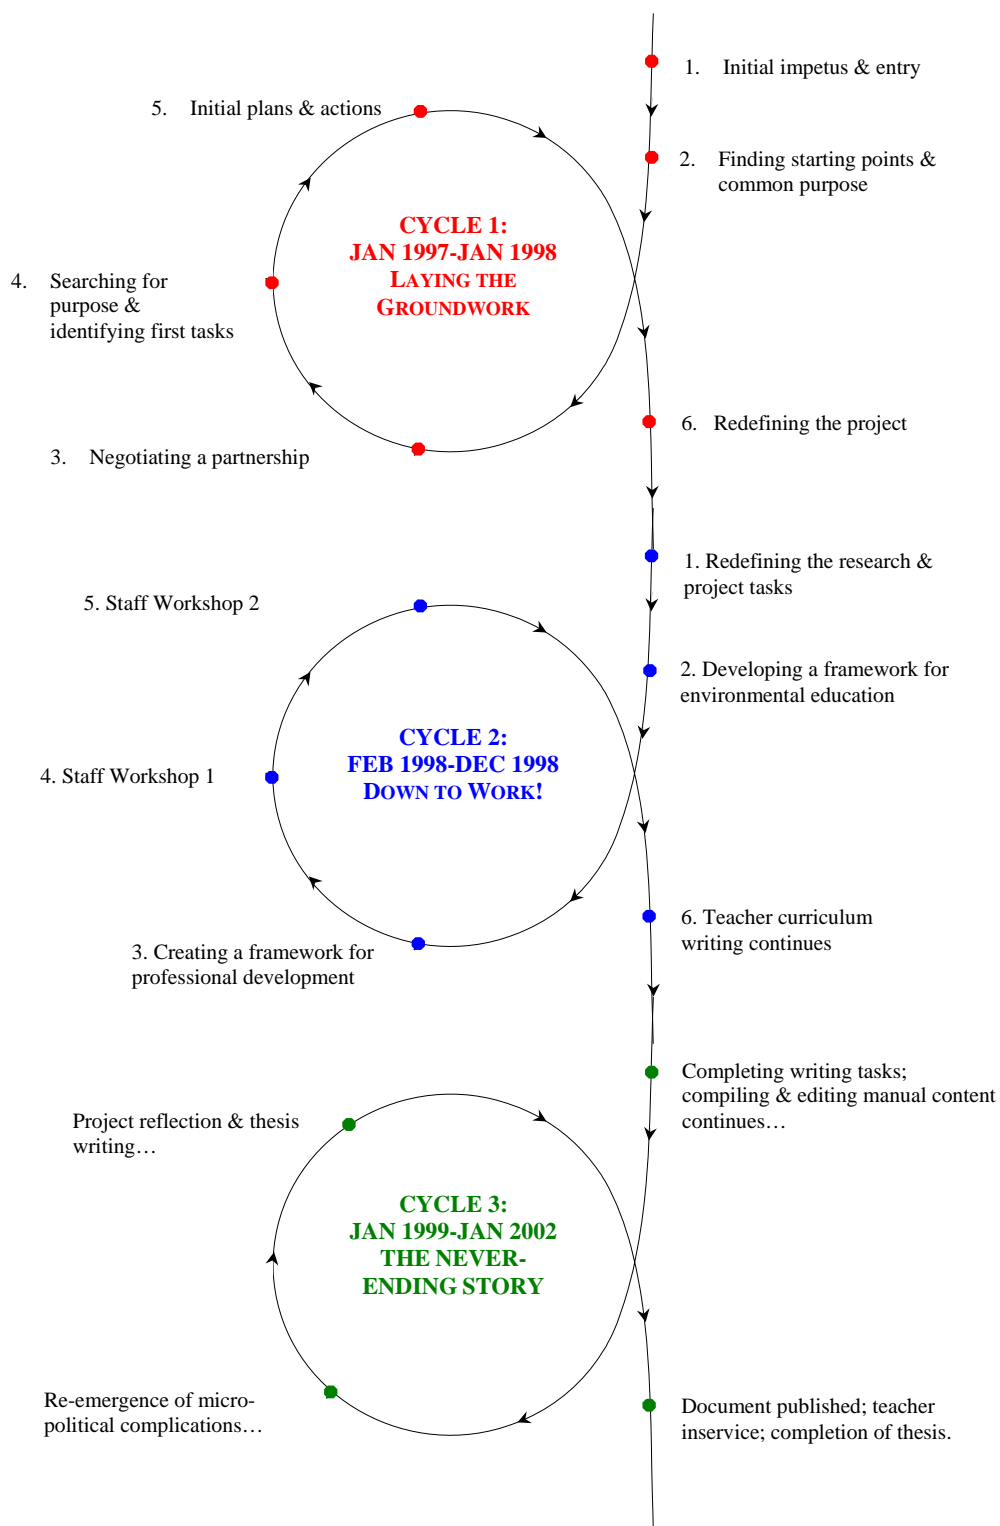 1. Initial impetus & entry
5. Initial plans & actions
2. Finding starting points &
common purpose
CYCLE 1:
JAN 1997-JAN 1998
LAYING THE
GROUNDWORK
4. Searching for
purpose &
identifying first tasks
6. Redefining the project
3. Negotiating a partnership
1. Redefining the research &
project tasks
5. Staff Workshop 2
2. Developing a framework for
environmental education
CYCLE 2:
FEB 1998-DEC 1998
DOWN TO WORK!
4. Staff Workshop 1
6. Teacher curriculum
writing continues
3. Creating a framework for
professional development
Completing writing tasks;
compiling & editing manual content
continues…
Project reflection & thesis
writing…
CYCLE 3:
JAN 1999-JAN 2002
THE NEVER-
ENDING STORY
Re-emergence of micro-
political complications…
Document published; teacher
inservice; completion of thesis.